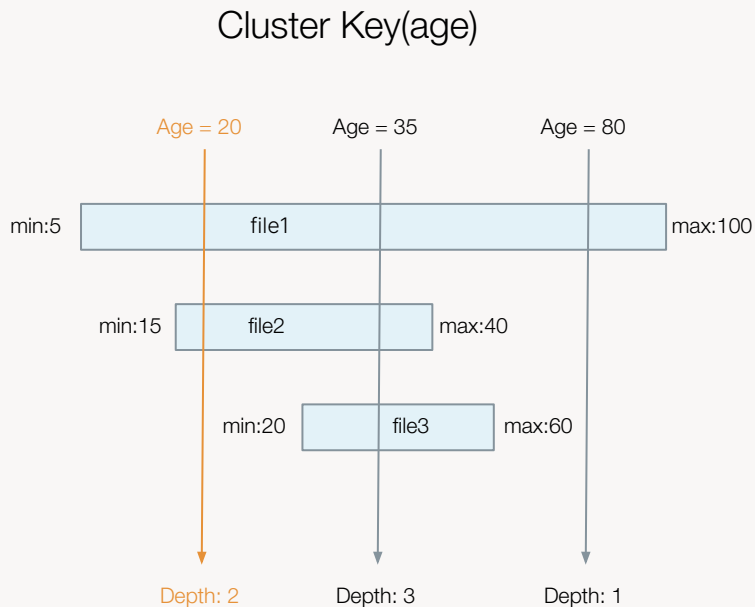 Cluster Key(age)
Age = 20
Age = 35
Age = 80
min:5
file1
max:100
min:15
file2
max:40
min:20
file3
max:60
Depth: 2
Depth: 3
Depth: 1